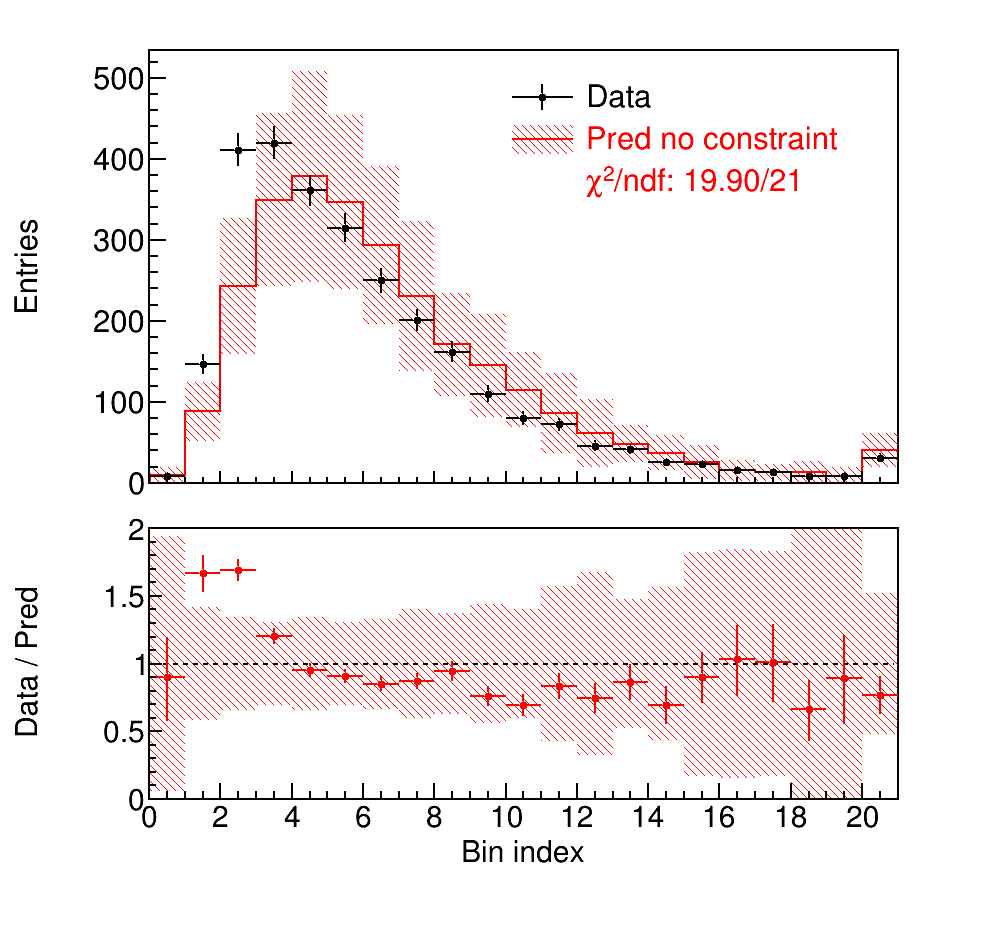 500
400
300
200
100
0
Entries
Data
Pred no constraint
χ²/ndf: 19.90/21
2
1.5
1
0.5
0
Data / Pred
0 2 4 6 8 10 12 14 16 18 20
Bin index